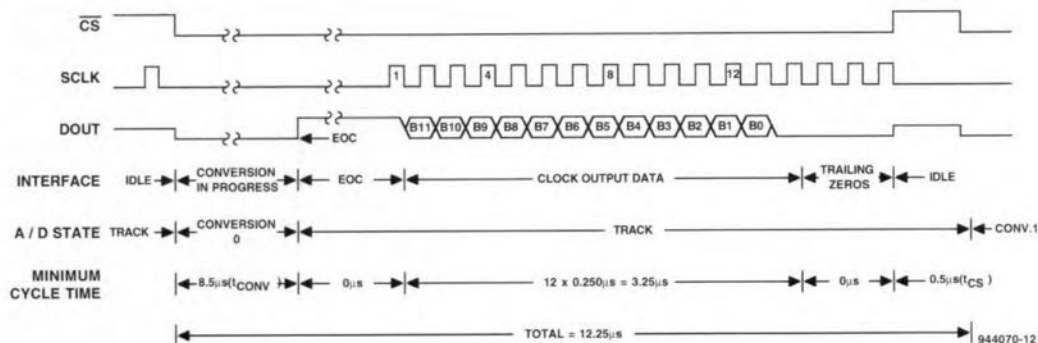 CS
SCLK
1 4 8 12
DOUT
EOC
B11 B10 B9 B8 B7 B6 B5 B4 B3 B2 B1 B0
INTERFACE
IDLE
CONVERSION
IN PROGRESS
EOC
CLOCK OUTPUT DATA
TRAILING
ZEROS
IDLE
A / D STATE
TRACK
CONVERSION
0
TRACK
CONV.1
MINIMUM
CYCLE TIME
8.5µs(tCONV )
0µs
12 x 0.250µs = 3.25µs
0µs
0.5µs(tCS)
TOTAL = 12.25µs
944070-12